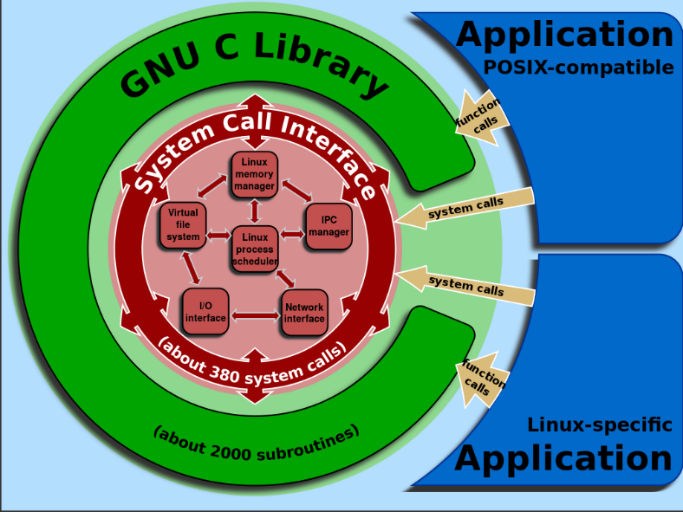 GNU C Library
Application
POSIX-compatible
function
calls
System Call Interface
Linux
memory
manager
Virtual
file
system
IPC
manager
Linux
process
scheduler
I/O
interface
Network
interface
system calls
system calls
(about 380 system calls)
function
calls
(about 2000 subroutines)
Linux-specific
Application